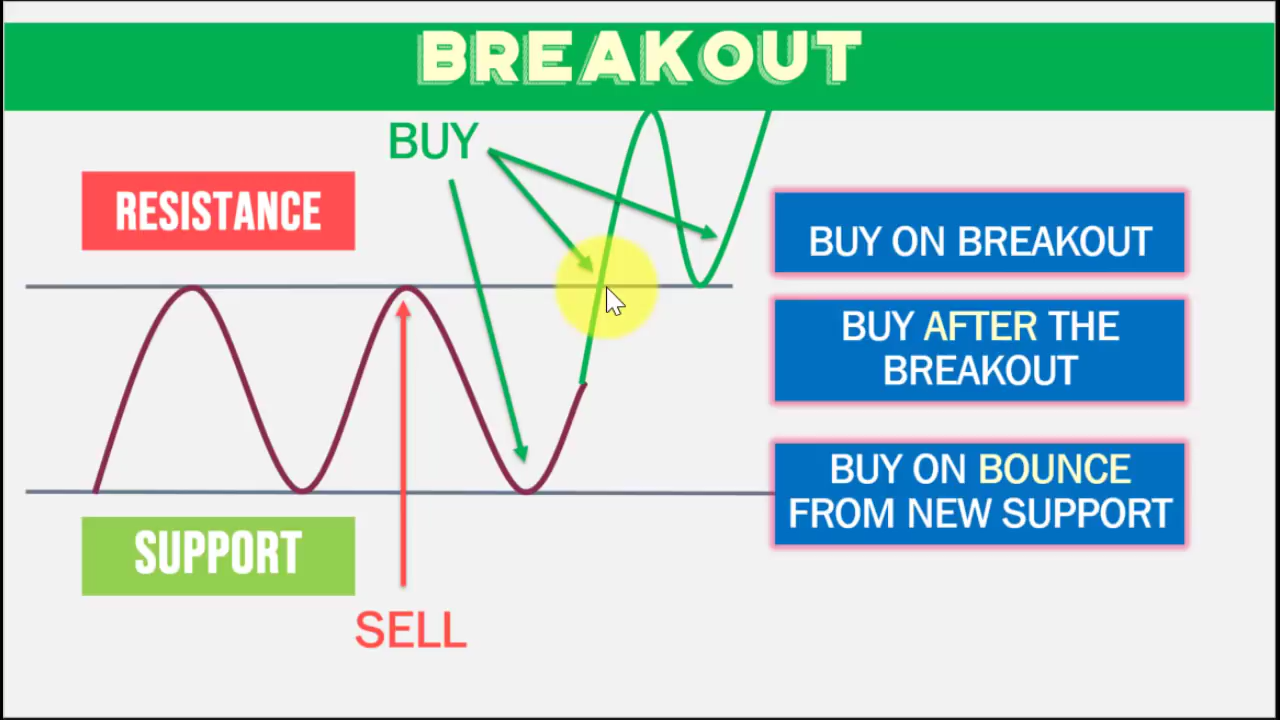 BREAKOUT
BUY
RESISTANCE
BUY ON BREAKOUT
BUY AFTER THE
BREAKOUT
BUY ON BOUNCE
FROM NEW SUPPORT
SUPPORT
SELL